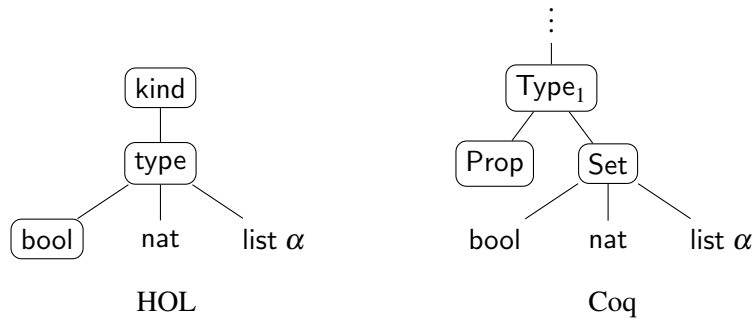 ⋮
kind Type₁
type Prop Set
bool nat list α bool nat list α
HOL Coq